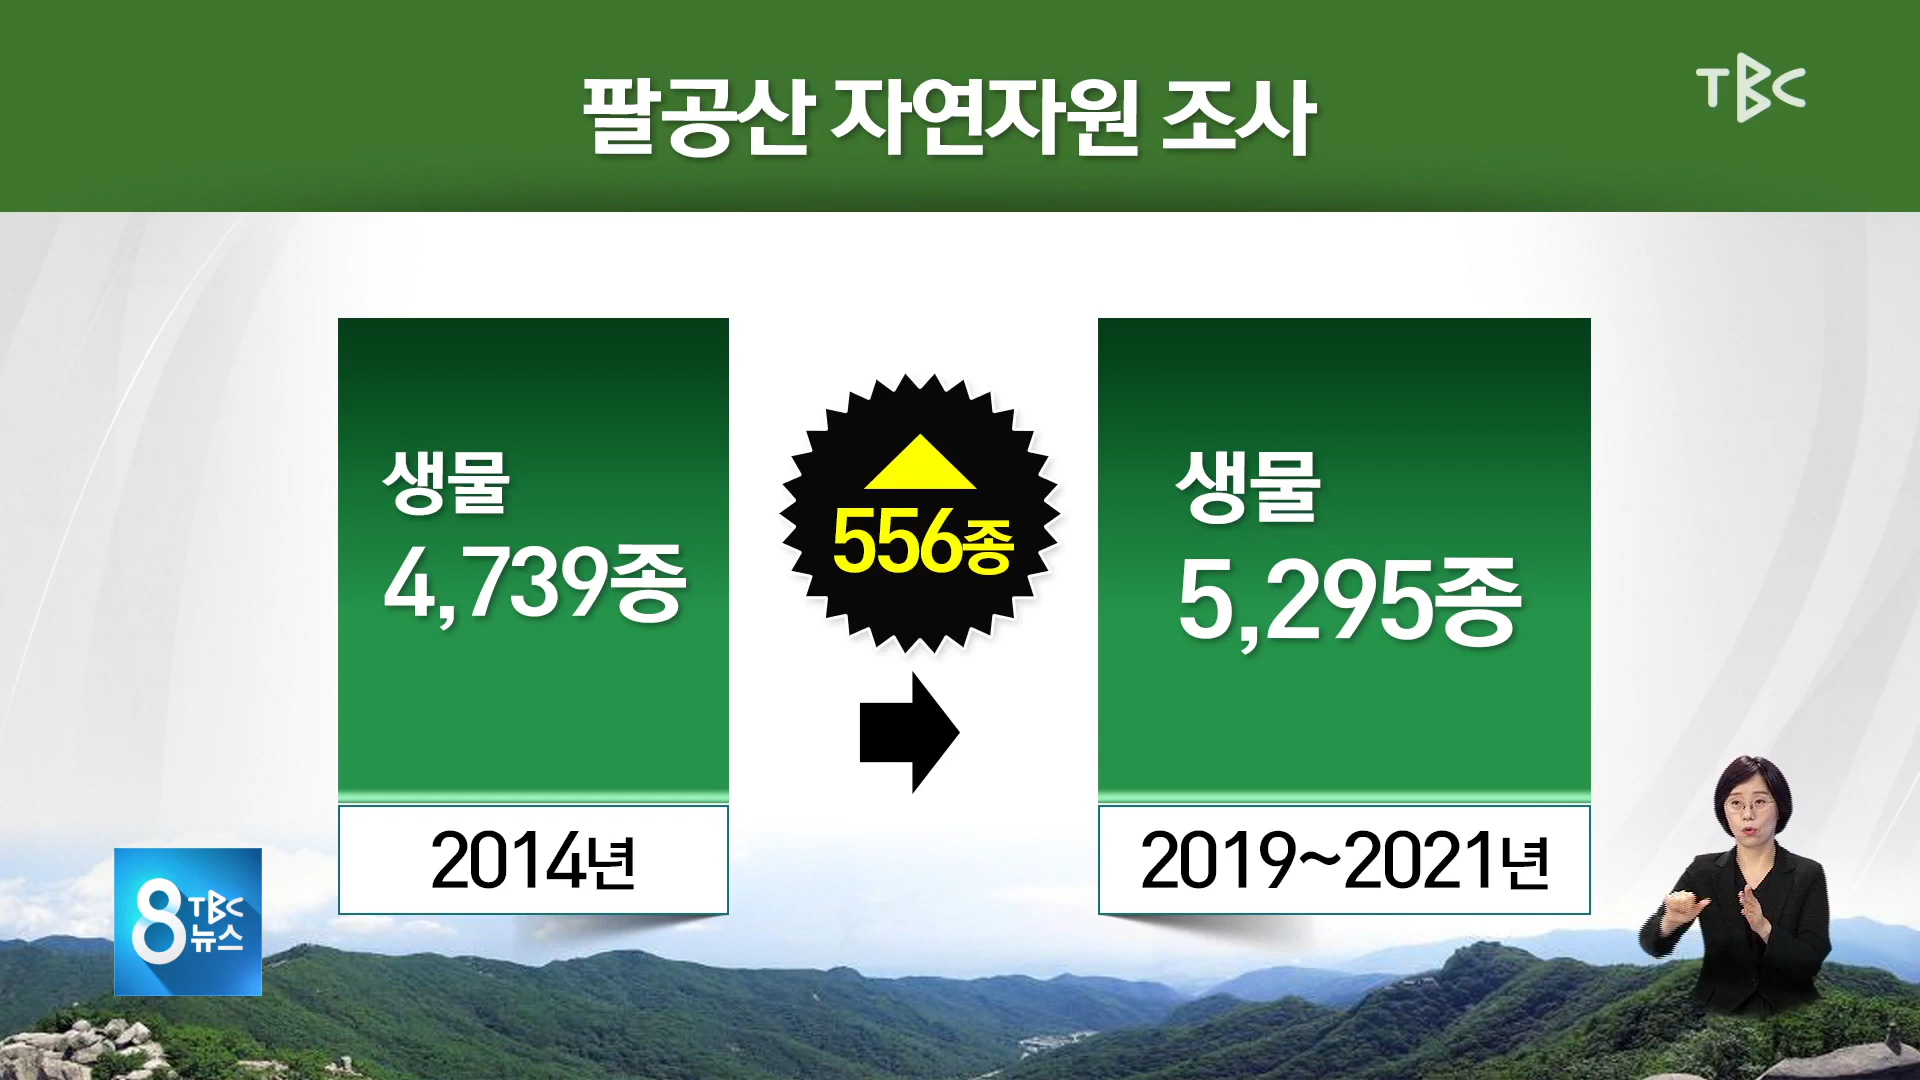 팔공산 자연자원 조사
TBC
생물
4,739종
556종
생물
5,295종
2014년
2019~2021년
8 TBC
뉴스